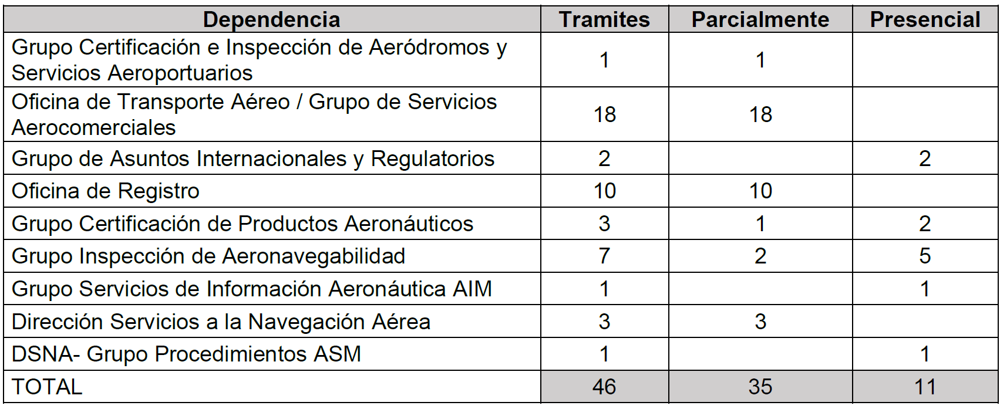 Dependencia Tramites Parcialmente Presencial
Grupo Certificación e Inspección de Aeródromos y
Servicios Aeroportuarios 1 1
Oficina de Transporte Aéreo / Grupo de Servicios
Aerocomerciales 18 18
Grupo de Asuntos Internacionales y Regulatorios 2 2
Oficina de Registro 10 10
Grupo Certificación de Productos Aeronáuticos 3 1 2
Grupo Inspección de Aeronavegabilidad 7 2 5
Grupo Servicios de Información Aeronáutica AIM 1 1
Dirección Servicios a la Navegación Aérea 3 3
DSNA- Grupo Procedimientos ASM 1 1
TOTAL 46 35 11